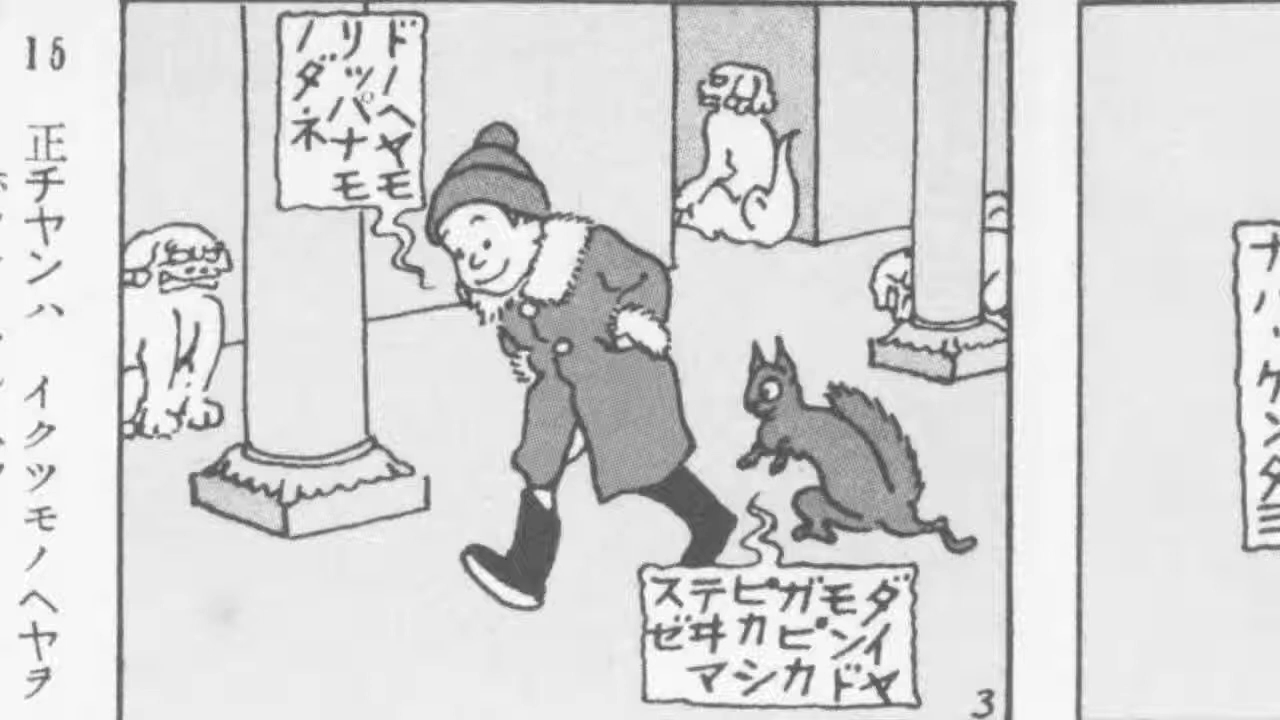 ドノヘヤモ
リッパナモ
ノダネ
ダイヤ
モンド
ガピカ
ピカシ
テヰマ
スゼ
3
15 正チヤンハ イクツモノヘヤヲ